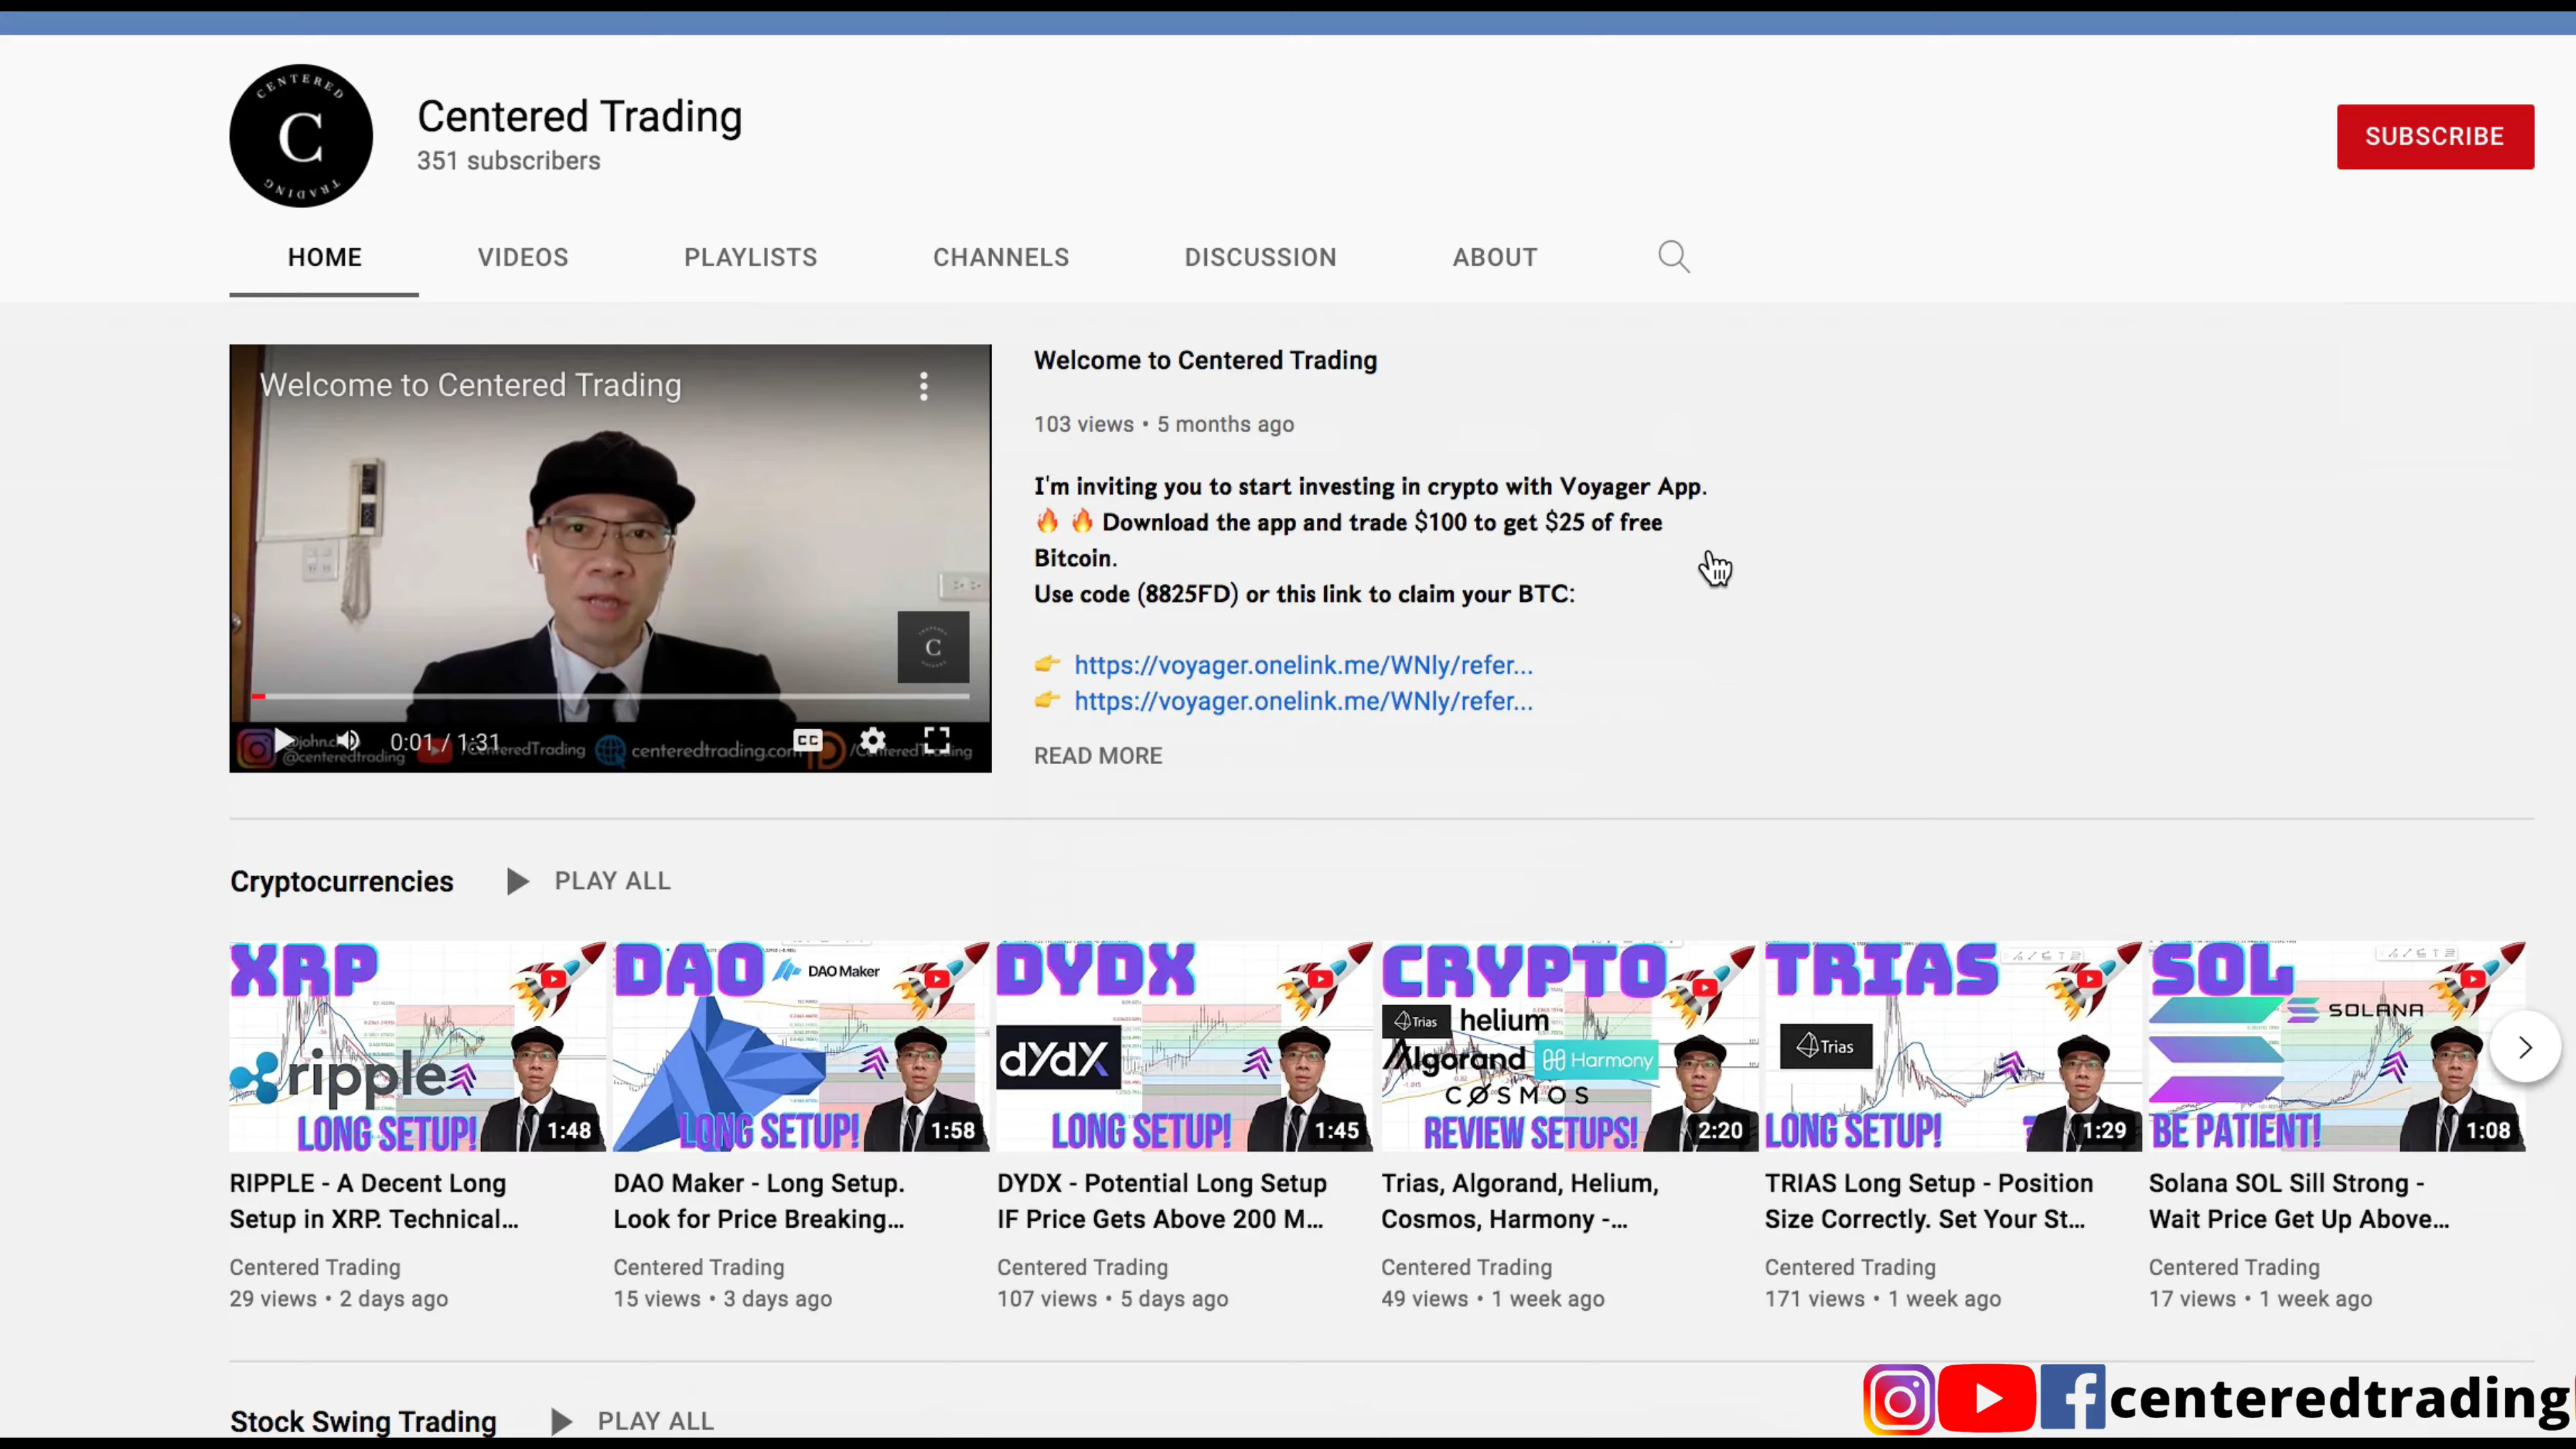 CENTERED
C
TRADING
Centered Trading
351 subscribers
SUBSCRIBE
HOME
VIDEOS
PLAYLISTS
CHANNELS
DISCUSSION
ABOUT
Welcome to Centered Trading
C
0:01 / 1:31
CC
@centeredtrading
/CenteredTrading
centeredtrading.com
Welcome to Centered Trading
103 views • 5 months ago
I'm inviting you to start investing in crypto with Voyager App.
🔥 🔥 Download the app and trade $100 to get $25 of free
Bitcoin.
Use code (8825FD) or this link to claim your BTC:
👉 https://voyager.onelink.me/WNly/refer...
👉 https://voyager.onelink.me/WNly/refer...
READ MORE
Cryptocurrencies
PLAY ALL
XRP
ripple
LONG SETUP!
1:48
RIPPLE - A Decent Long
Setup in XRP. Technical...
Centered Trading
29 views • 2 days ago
DAO
DAO Maker
LONG SETUP!
1:58
DAO Maker - Long Setup.
Look for Price Breaking...
Centered Trading
15 views • 3 days ago
DYDX
dYdX
LONG SETUP!
1:45
DYDX - Potential Long Setup
IF Price Gets Above 200 M...
Centered Trading
107 views • 5 days ago
CRYPTO
Trias
helium
Algorand
Harmony
COSMOS
REVIEW SETUPS!
2:20
Trias, Algorand, Helium,
Cosmos, Harmony -...
Centered Trading
49 views • 1 week ago
TRIAS
Trias
LONG SETUP!
1:29
TRIAS Long Setup - Position
Size Correctly. Set Your St...
Centered Trading
171 views • 1 week ago
SOL
SOLANA
BE PATIENT!
1:08
Solana SOL Sill Strong -
Wait Price Get Up Above...
Centered Trading
17 views • 1 week ago
Stock Swing Trading
PLAY ALL
centeredtrading